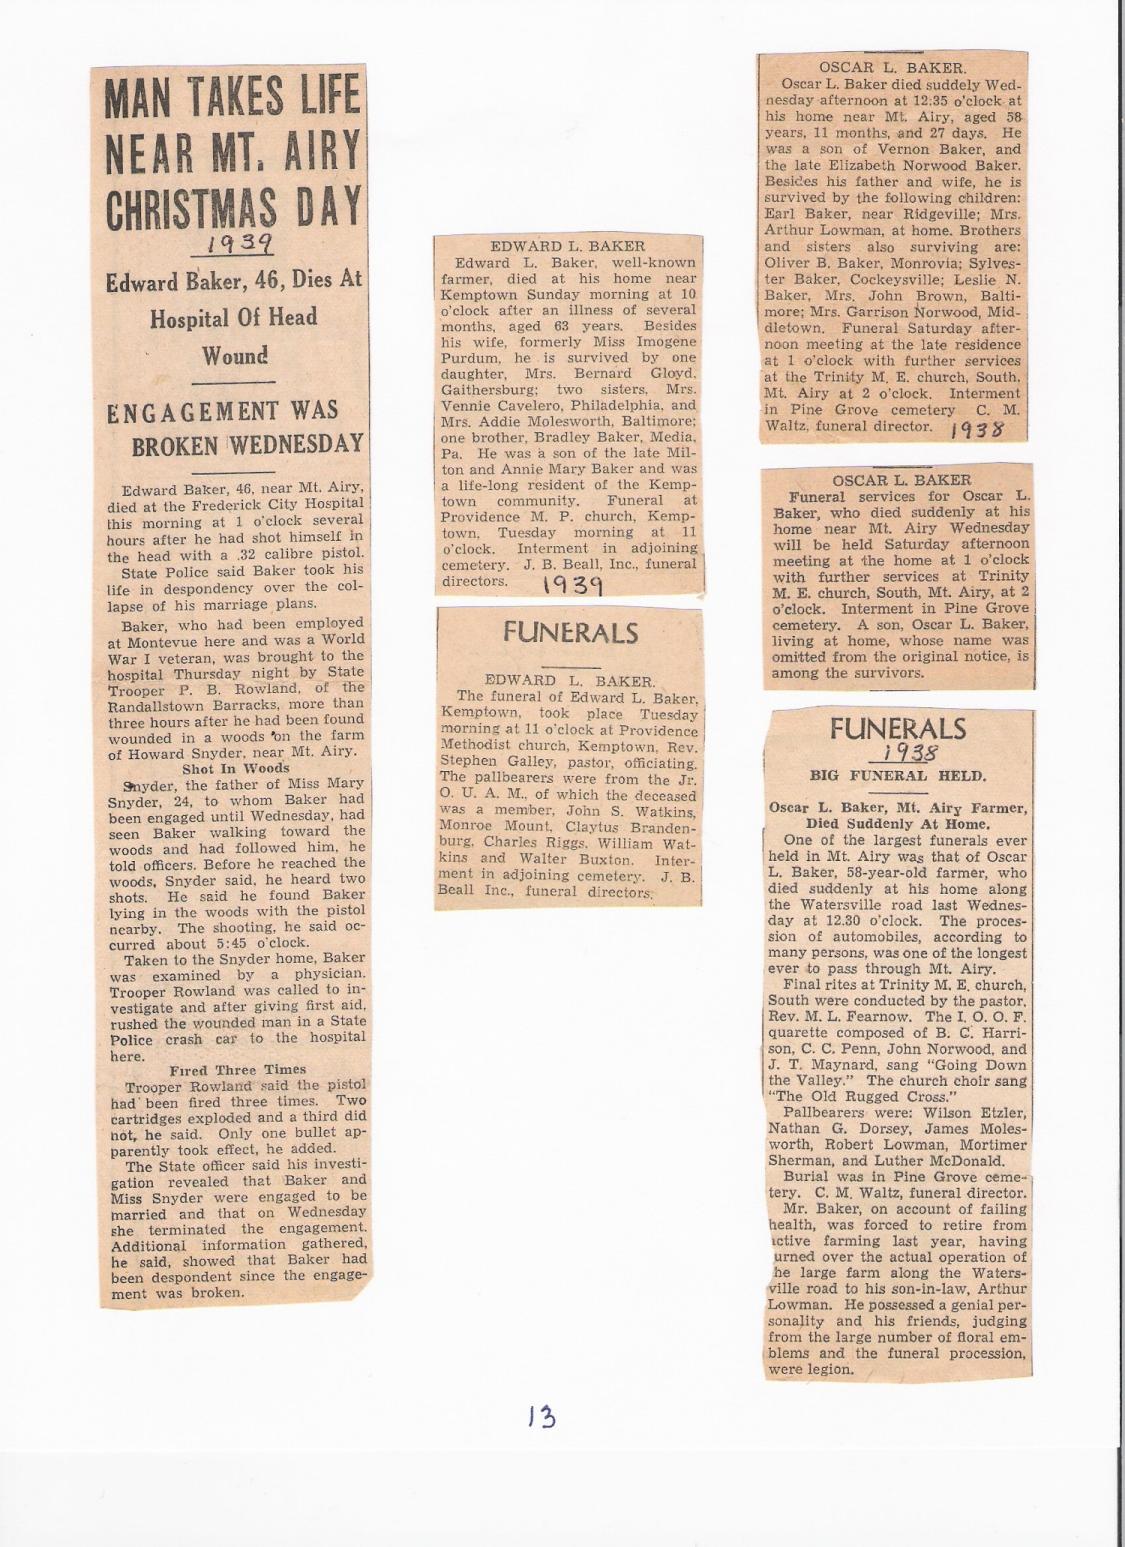 MAN TAKES LIFE
NEAR MT. AIRY
CHRISTMAS DAY
1939
Edward Baker, 46, Dies At
Hospital Of Head
Wound
ENGAGEMENT WAS
BROKEN WEDNESDAY
Edward Baker, 46, near Mt. Airy,
died at the Frederick City Hospital
this morning at 1 o'clock several
hours after he had shot himself in
the head with a .32 calibre pistol.
State Police said Baker took his
life in despondency over the col-
lapse of his marriage plans.
Baker, who had been employed
at Montevue here and was a World
War I veteran, was brought to the
hospital Thursday night by State
Trooper P. B. Rowland, of the
Randallstown Barracks, more than
three hours after he had been found
wounded in a woods on the farm
of Howard Snyder, near Mt. Airy.
Shot In Woods
Snyder, the father of Miss Mary
Snyder, 24, to whom Baker had
been engaged until Wednesday, had
seen Baker walking toward the
woods and had followed him, he
told officers. Before he reached the
woods, Snyder said, he heard two
shots. He said he found Baker
lying in the woods with the pistol
nearby. The shooting, he said oc-
curred about 5:45 o'clock.
Taken to the Snyder home, Baker
was examined by a physician.
Trooper Rowland was called to in-
vestigate and after giving first aid,
rushed the wounded man in a State
Police crash car to the hospital
here.
Fired Three Times
Trooper Rowland said the pistol
had been fired three times. Two
cartridges exploded and a third did
not, he said. Only one bullet ap-
parently took effect, he added.
The State officer said his investi-
gation revealed that Baker and
Miss Snyder were engaged to be
married and that on Wednesday
she terminated the engagement.
Additional information gathered,
he said, showed that Baker had
been despondent since the engage-
ment was broken.
EDWARD L. BAKER
Edward L. Baker, well-known
farmer, died at his home near
Kemptown Sunday morning at 10
o'clock after an illness of several
months, aged 63 years. Besides
his wife, formerly Miss Imogene
Purdum, he is survived by one
daughter, Mrs. Bernard Gloyd,
Gaithersburg; two sisters, Mrs.
Vennie Cavelero, Philadelphia, and
Mrs. Addie Molesworth, Baltimore;
one brother, Bradley Baker, Media,
Pa. He was a son of the late Mil-
ton and Annie Mary Baker and was
a life-long resident of the Kemp-
town community. Funeral at
Providence M. P. church, Kemp-
town, Tuesday morning at 11
o'clock. Interment in adjoining
cemetery. J. B. Beall, Inc., funeral
directors. 1939
FUNERALS
EDWARD L. BAKER.
The funeral of Edward L. Baker,
Kemptown, took place Tuesday
morning at 11 o'clock at Providence
Methodist church, Kemptown, Rev.
Stephen Galley, pastor, officiating.
The pallbearers were from the Jr.
O. U. A. M., of which the deceased
was a member, John S. Watkins,
Monroe Mount, Claytus Branden-
burg, Charles Riggs, William Wat-
kins and Walter Buxton. Inter-
ment in adjoining cemetery. J. B.
Beall Inc., funeral directors.
OSCAR L. BAKER.
Oscar L. Baker died suddely Wed-
nesday afternoon at 12:35 o'clock at
his home near Mt. Airy, aged 58
years, 11 months, and 27 days. He
was a son of Vernon Baker, and
the late Elizabeth Norwood Baker.
Besides his father and wife, he is
survived by the following children:
Earl Baker, near Ridgeville; Mrs.
Arthur Lowman, at home. Brothers
and sisters also surviving are:
Oliver B. Baker, Monrovia; Sylves-
ter Baker, Cockeysville; Leslie N.
Baker, Mrs. John Brown, Balti-
more; Mrs. Garrison Norwood, Mid-
dletown. Funeral Saturday after-
noon meeting at the late residence
at 1 o'clock with further services
at the Trinity M. E. church, South,
Mt. Airy at 2 o'clock. Interment
in Pine Grove cemetery C. M.
Waltz, funeral director. 1938
OSCAR L. BAKER
Funeral services for Oscar L.
Baker, who died suddenly at his
home near Mt. Airy Wednesday
will be held Saturday afternoon
meeting at the home at 1 o'clock
with further services at Trinity
M. E. church, South, Mt. Airy, at 2
o'clock. Interment in Pine Grove
cemetery. A son, Oscar L. Baker,
living at home, whose name was
omitted from the original notice, is
among the survivors.
FUNERALS
1938
BIG FUNERAL HELD.
Oscar L. Baker, Mt. Airy Farmer,
Died Suddenly At Home.
One of the largest funerals ever
held in Mt. Airy was that of Oscar
L. Baker, 58-year-old farmer, who
died suddenly at his home along
the Watersville road last Wednes-
day at 12.30 o'clock. The proces-
sion of automobiles, according to
many persons, was one of the longest
ever to pass through Mt. Airy.
Final rites at Trinity M. E. church,
South were conducted by the pastor,
Rev. M. L. Fearnow. The I. O. O. F.
quarette composed of B. C. Harri-
son, C. C. Penn, John Norwood, and
J. T. Maynard, sang "Going Down
the Valley." The church choir sang
"The Old Rugged Cross."
Pallbearers were: Wilson Etzler,
Nathan G. Dorsey, James Moles-
worth, Robert Lowman, Mortimer
Sherman, and Luther McDonald.
Burial was in Pine Grove ceme-
tery. C. M. Waltz, funeral director.
Mr. Baker, on account of failing
health, was forced to retire from
ctive farming last year, having
urned over the actual operation of
he large farm along the Waters-
ville road to his son-in-law, Arthur
Lowman. He possessed a genial per-
sonality and his friends, judging
from the large number of floral em-
blems and the funeral procession,
were legion.
13